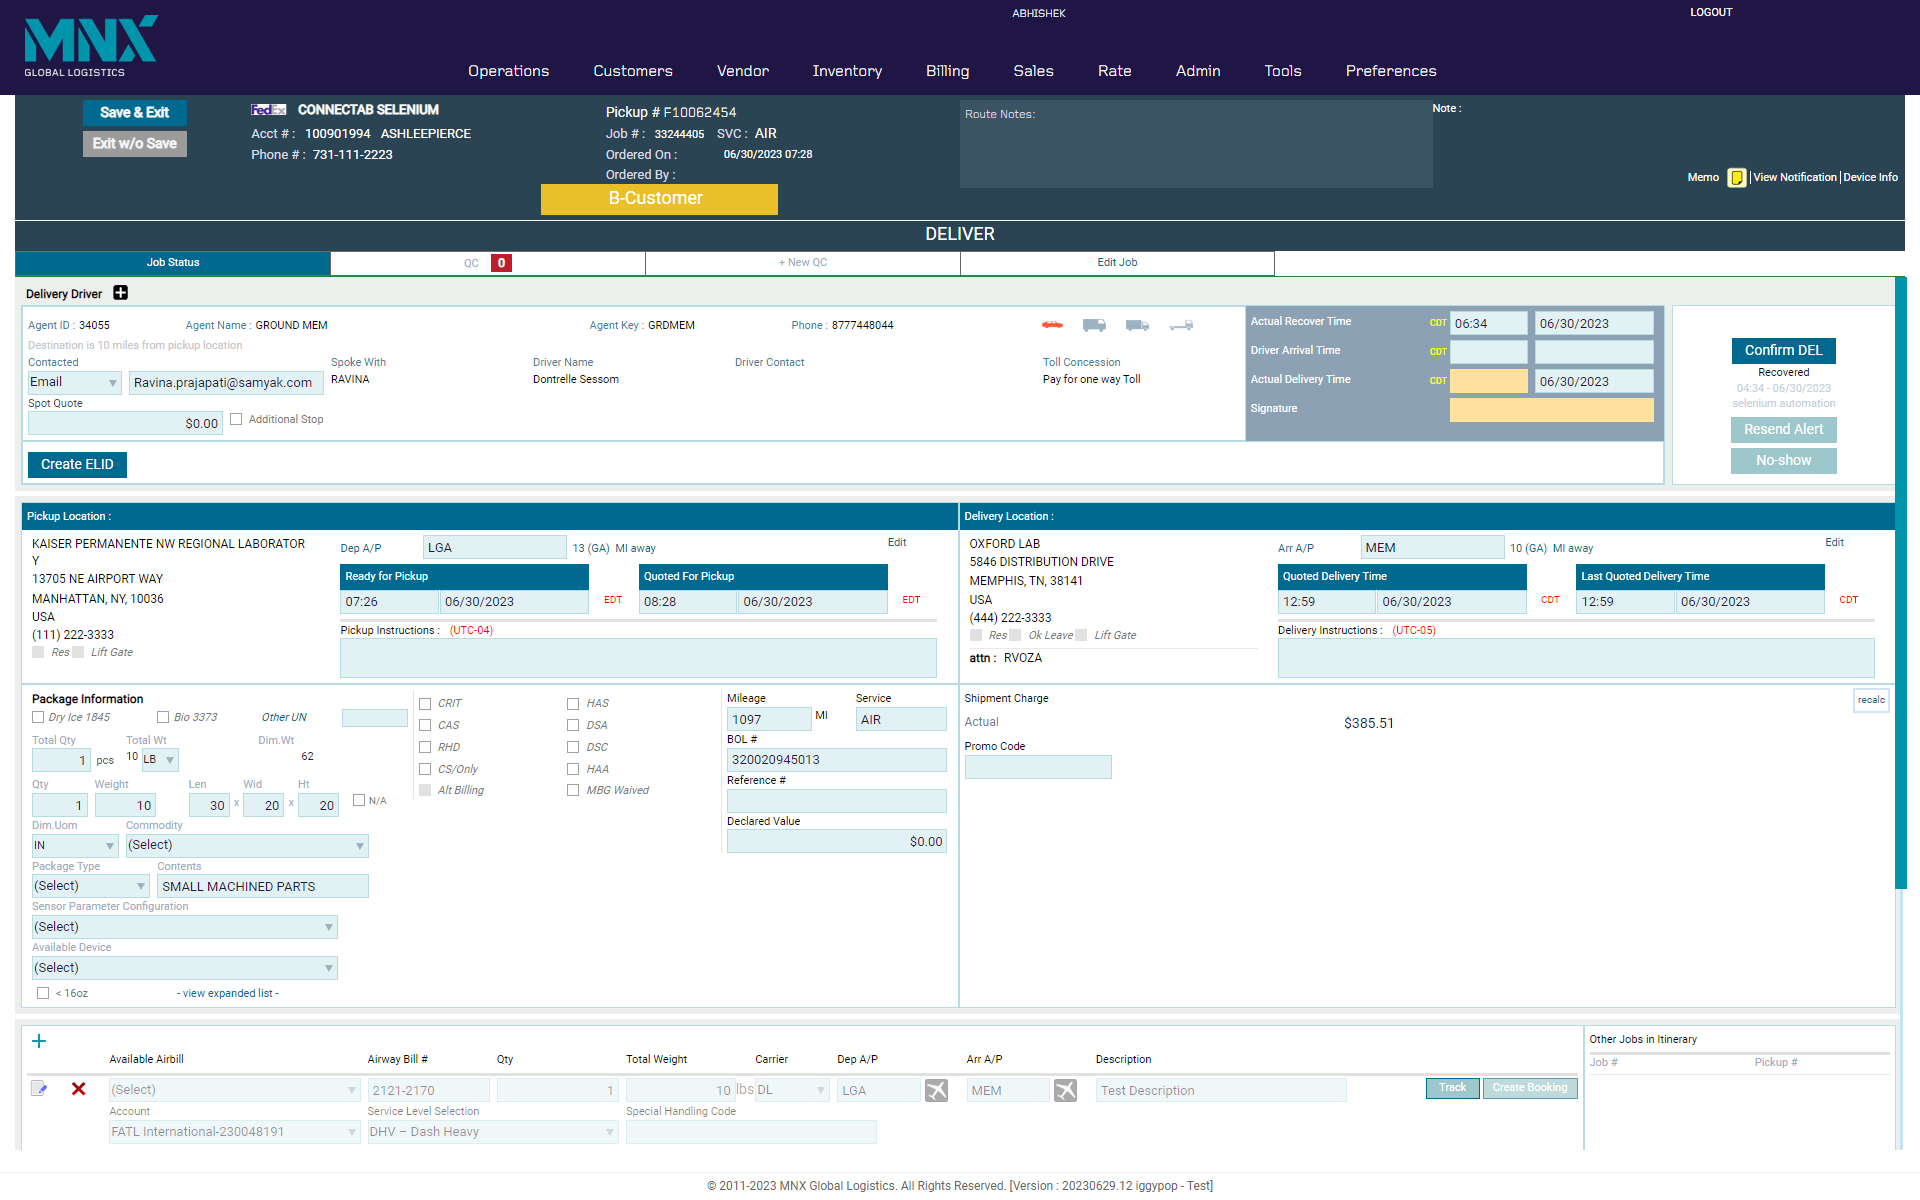 MNX
GLOBAL LOGISTICS
ABHISHEK
LOGOUT
Operations Customers Vendor Inventory Billing Sales Rate Admin Tools Preferences
Save & Exit
Exit w/o Save
FedEx CONNECTAB SELENIUM
Acct # : 100901994 ASHLEEPIERCE
Phone # : 731-111-2223
Pickup # F10062454
Job # : 33244405 SVC : AIR
Ordered On : 06/30/2023 07:28
Ordered By :
B-Customer
Route Notes:
Note :
Memo View Notification Device Info
DELIVER
Job Status QC 0 + New QC Edit Job
Delivery Driver
Agent ID : 34055 Agent Name : GROUND MEM Agent Key : GRDMEM Phone : 8777448044
Destination is 10 miles from pickup location
Contacted Spoke With Driver Name Driver Contact Toll Concession
Email Ravina.prajapati@samyak.com RAVINA Dontrelle Sessom Pay for one way Toll
Spot Quote
$0.00 Additional Stop
Create ELID
Actual Recover Time CDT 06:34 06/30/2023
Driver Arrival Time CDT
Actual Delivery Time CDT 06/30/2023
Signature
Confirm DEL
Recovered
04:34 - 06/30/2023
selenium.automation
Resend Alert
No-show
Pickup Location :
KAISER PERMANENTE NW REGIONAL LABORATOR
Y
13705 NE AIRPORT WAY
MANHATTAN, NY, 10036
USA
(111) 222-3333
Res Lift Gate
Dep A/P LGA 13 (GA) MI away Edit
Ready for Pickup Quoted For Pickup
07:26 06/30/2023 EDT 08:28 06/30/2023 EDT
Pickup Instructions : (UTC-04)
Delivery Location :
OXFORD LAB
5846 DISTRIBUTION DRIVE
MEMPHIS, TN, 38141
USA
(444) 222-3333
Res Ok Leave Lift Gate
attn : RVOZA
Arr A/P MEM 10 (GA) MI away Edit
Quoted Delivery Time Last Quoted Delivery Time
12:59 06/30/2023 CDT 12:59 06/30/2023 CDT
Delivery Instructions : (UTC-05)
Package Information
Dry Ice 1845 Bio 3373 Other UN
Total Qty Total Wt Dim.Wt
1 pcs 10 LB 62
Qty Weight Len Wid Ht
1 10 30 x 20 x 20 N/A
Dim.Uom Commodity
IN (Select)
Package Type Contents
(Select) SMALL MACHINED PARTS
Sensor Parameter Configuration
(Select)
Available Device
(Select)
< 16oz - view expanded list -
CRIT HAS
CAS DSA
RHD DSC
CS/Only HAA
Alt Billing MBG Waived
Mileage Service
1097 MI AIR
BOL #
320020945013
Reference #
Declared Value
$0.00
Shipment Charge recalc
Actual $385.51
Promo Code
Available Airbill Airway Bill # Qty Total Weight Carrier Dep A/P Arr A/P Description
(Select) 2121-2170 1 10 lbs DL LGA MEM Test Description Track Create Booking
Account Service Level Selection Special Handling Code
FATL International-230048191 DHV – Dash Heavy
Other Jobs in Itinerary
Job # Pickup #
© 2011-2023 MNX Global Logistics. All Rights Reserved. [Version : 20230629.12 iggypop - Test]